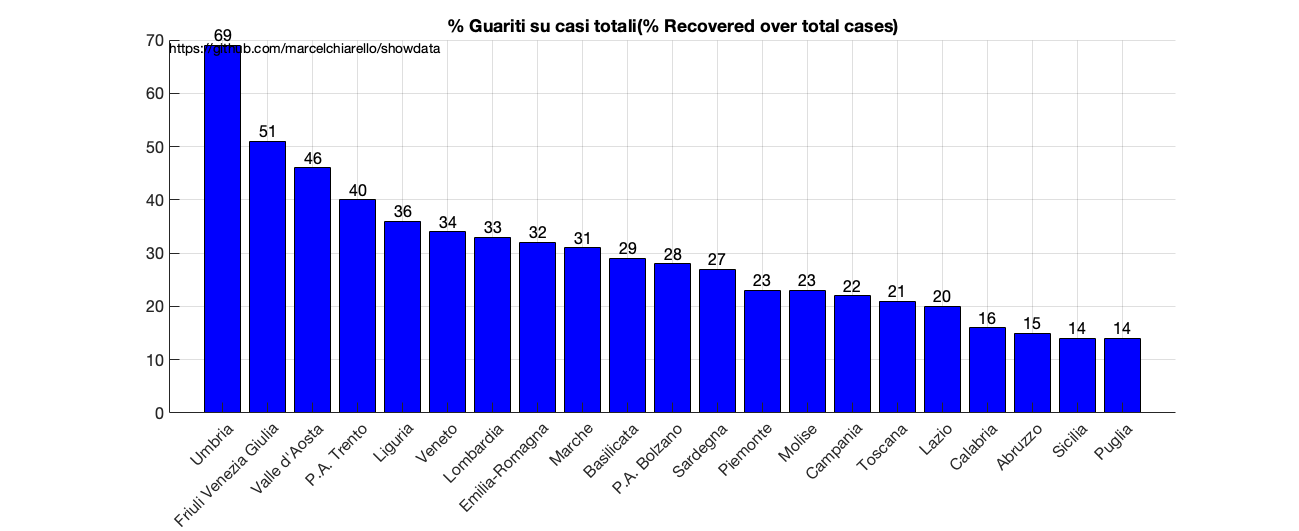 % Guariti su casi totali(% Recovered over total cases)
https://github.com/marcelchiarello/showdata
70
60
50
40
30
20
10
0
69
51
46
40
36
34
33
32
31
29
28
27
23
23
22
21
20
16
15
14
14
Umbria
Friuli Venezia Giulia
Valle d'Aosta
P.A. Trento
Liguria
Veneto
Lombardia
Emilia-Romagna
Marche
Basilicata
P.A. Bolzano
Sardegna
Piemonte
Molise
Campania
Toscana
Lazio
Calabria
Abruzzo
Sicilia
Puglia